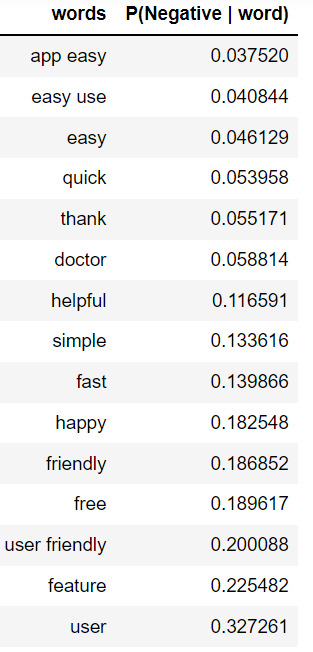 words P(Negative | word)
app easy 0.037520
easy use 0.040844
easy 0.046129
quick 0.053958
thank 0.055171
doctor 0.058814
helpful 0.116591
simple 0.133616
fast 0.139866
happy 0.182548
friendly 0.186852
free 0.189617
user friendly 0.200088
feature 0.225482
user 0.327261